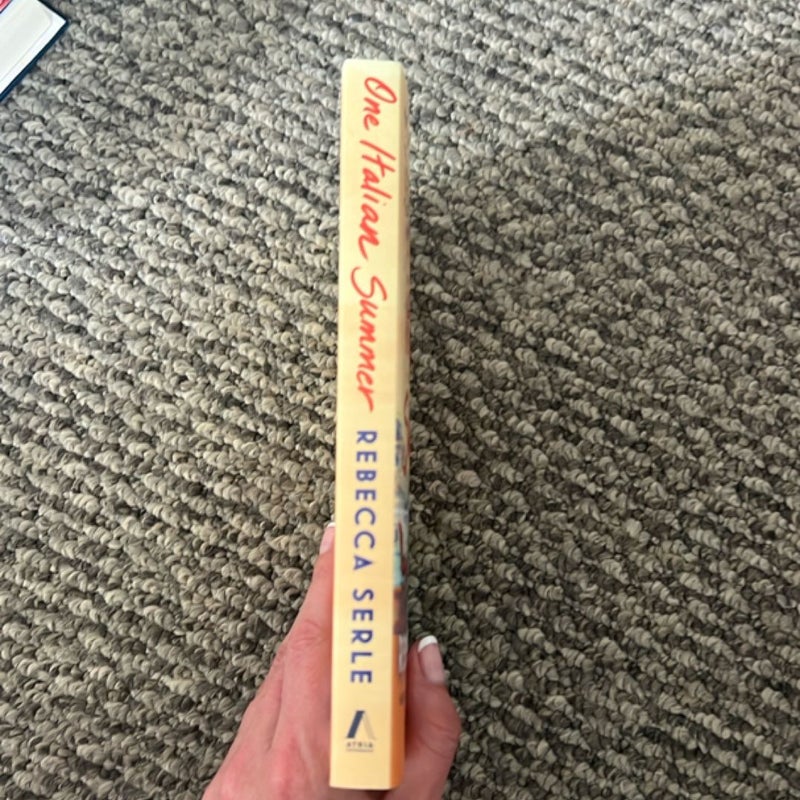 One Italian Summer
REBECCA SERLE
ATRIA